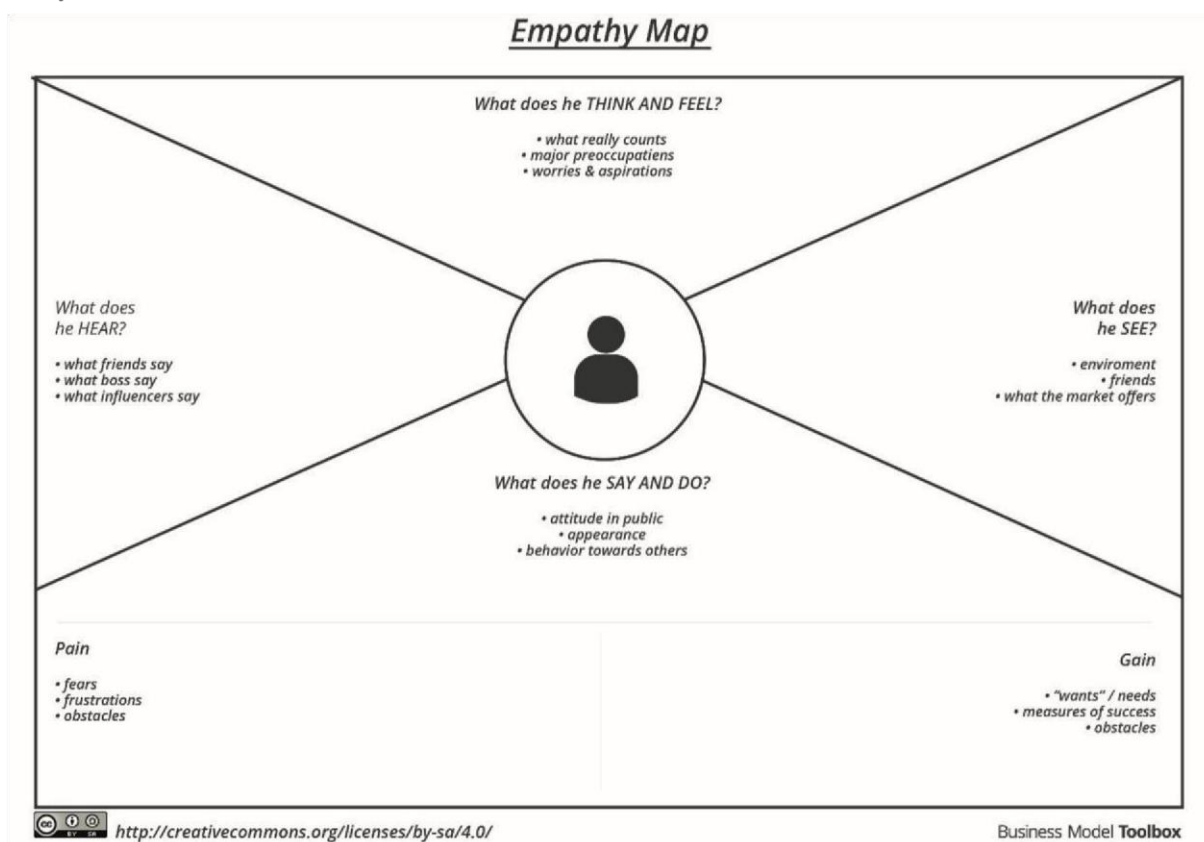 Empathy Map
What does he THINK AND FEEL?
• what really counts
• major preoccupatiens
• worries & aspirations
What does
he HEAR?
• what friends say
• what boss say
• what influencers say
What does
he SEE?
• enviroment
• friends
• what the market offers
What does he SAY AND DO?
• attitude in public
• appearance
• behavior towards others
Pain
• fears
• frustrations
• obstacles
Gain
• "wants" / needs
• measures of success
• obstacles
cc BY
http://creativecommons.org/licenses/by-sa/4.0/
Business Model Toolbox